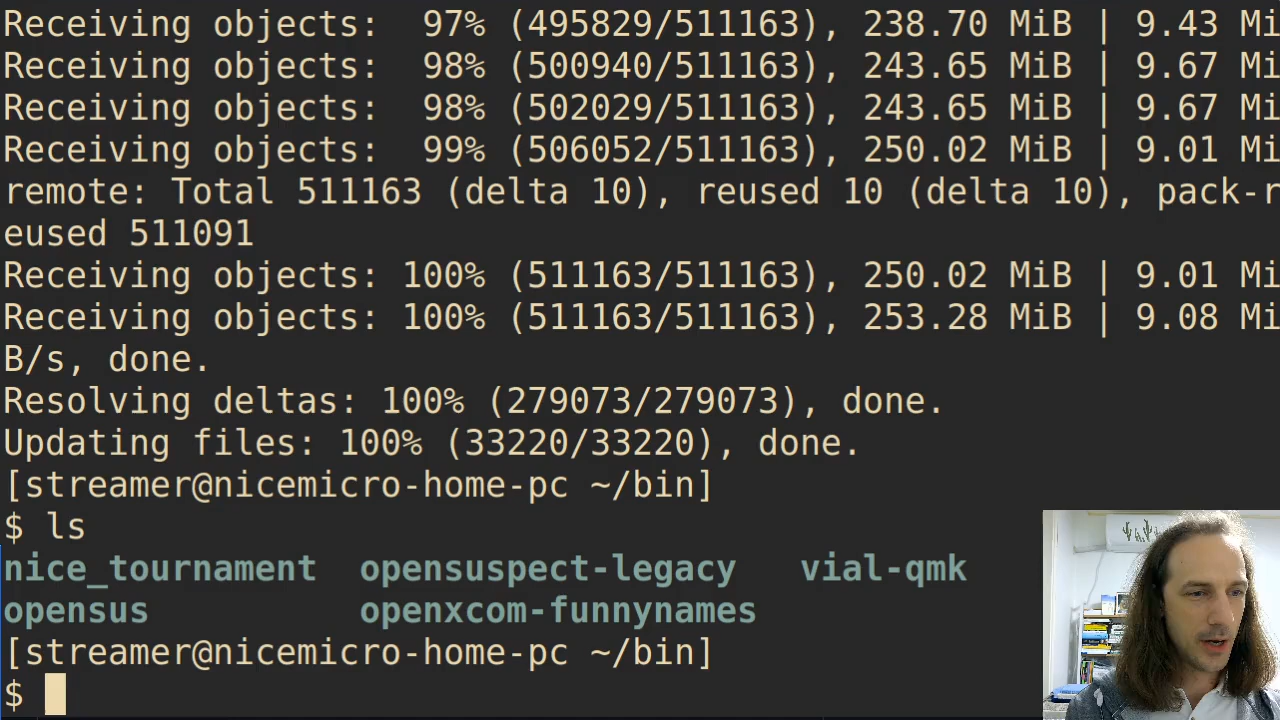 Receiving objects:  97% (495829/511163), 238.70 MiB | 9.43 Mi
Receiving objects:  98% (500940/511163), 243.65 MiB | 9.67 Mi
Receiving objects:  98% (502029/511163), 243.65 MiB | 9.67 Mi
Receiving objects:  99% (506052/511163), 250.02 MiB | 9.01 Mi
remote: Total 511163 (delta 10), reused 10 (delta 10), pack-r
eused 511091
Receiving objects: 100% (511163/511163), 250.02 MiB | 9.01 Mi
Receiving objects: 100% (511163/511163), 253.28 MiB | 9.08 Mi
B/s, done.
Resolving deltas: 100% (279073/279073), done.
Updating files: 100% (33220/33220), done.
[streamer@nicemicro-home-pc ~/bin]
$ ls
nice_tournament  opensuspect-legacy   vial-qmk
opensus          openxcom-funnynames
[streamer@nicemicro-home-pc ~/bin]
$